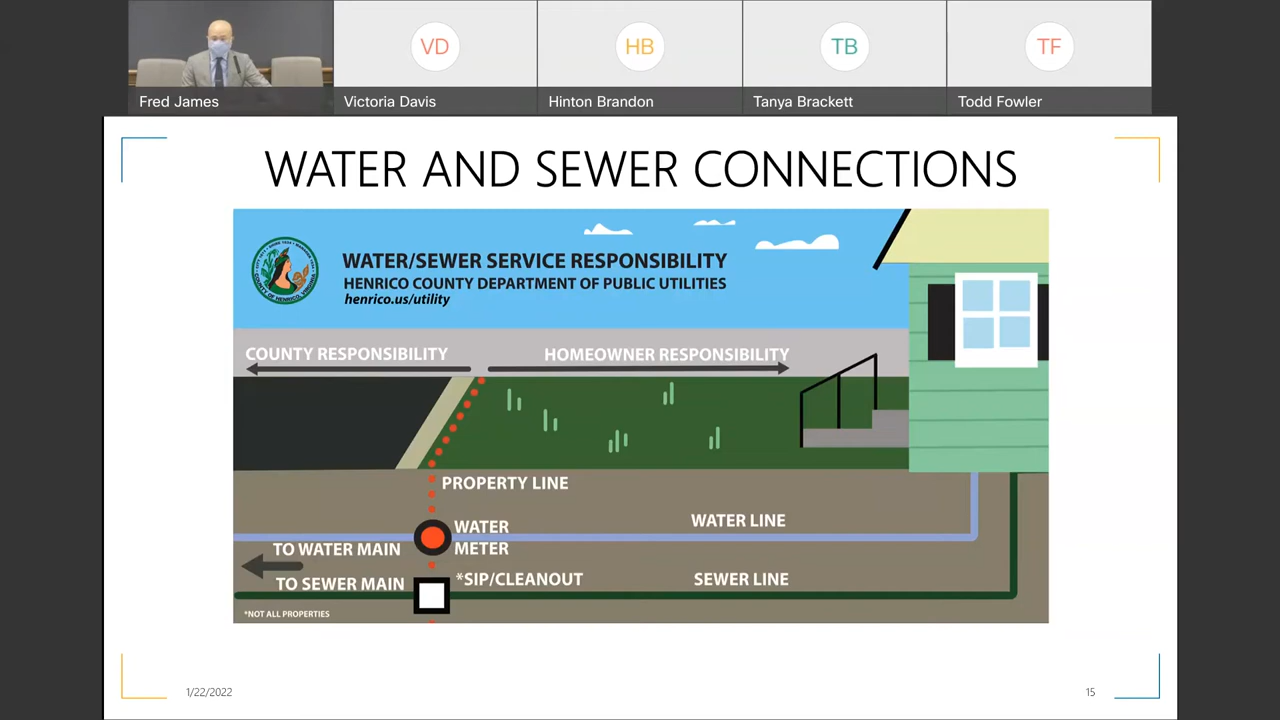 VD
HB
TB
TF
Fred James
Victoria Davis
Hinton Brandon
Tanya Brackett
Todd Fowler
WATER AND SEWER CONNECTIONS
WATER/SEWER SERVICE RESPONSIBILITY
HENRICO COUNTY DEPARTMENT OF PUBLIC UTILITIES
henrico.us/utility
COUNTY RESPONSIBILITY
HOMEOWNER RESPONSIBILITY
PROPERTY LINE
WATER
METER
WATER LINE
TO WATER MAIN
TO SEWER MAIN
*SIP/CLEANOUT
SEWER LINE
*NOT ALL PROPERTIES
1/22/2022
15